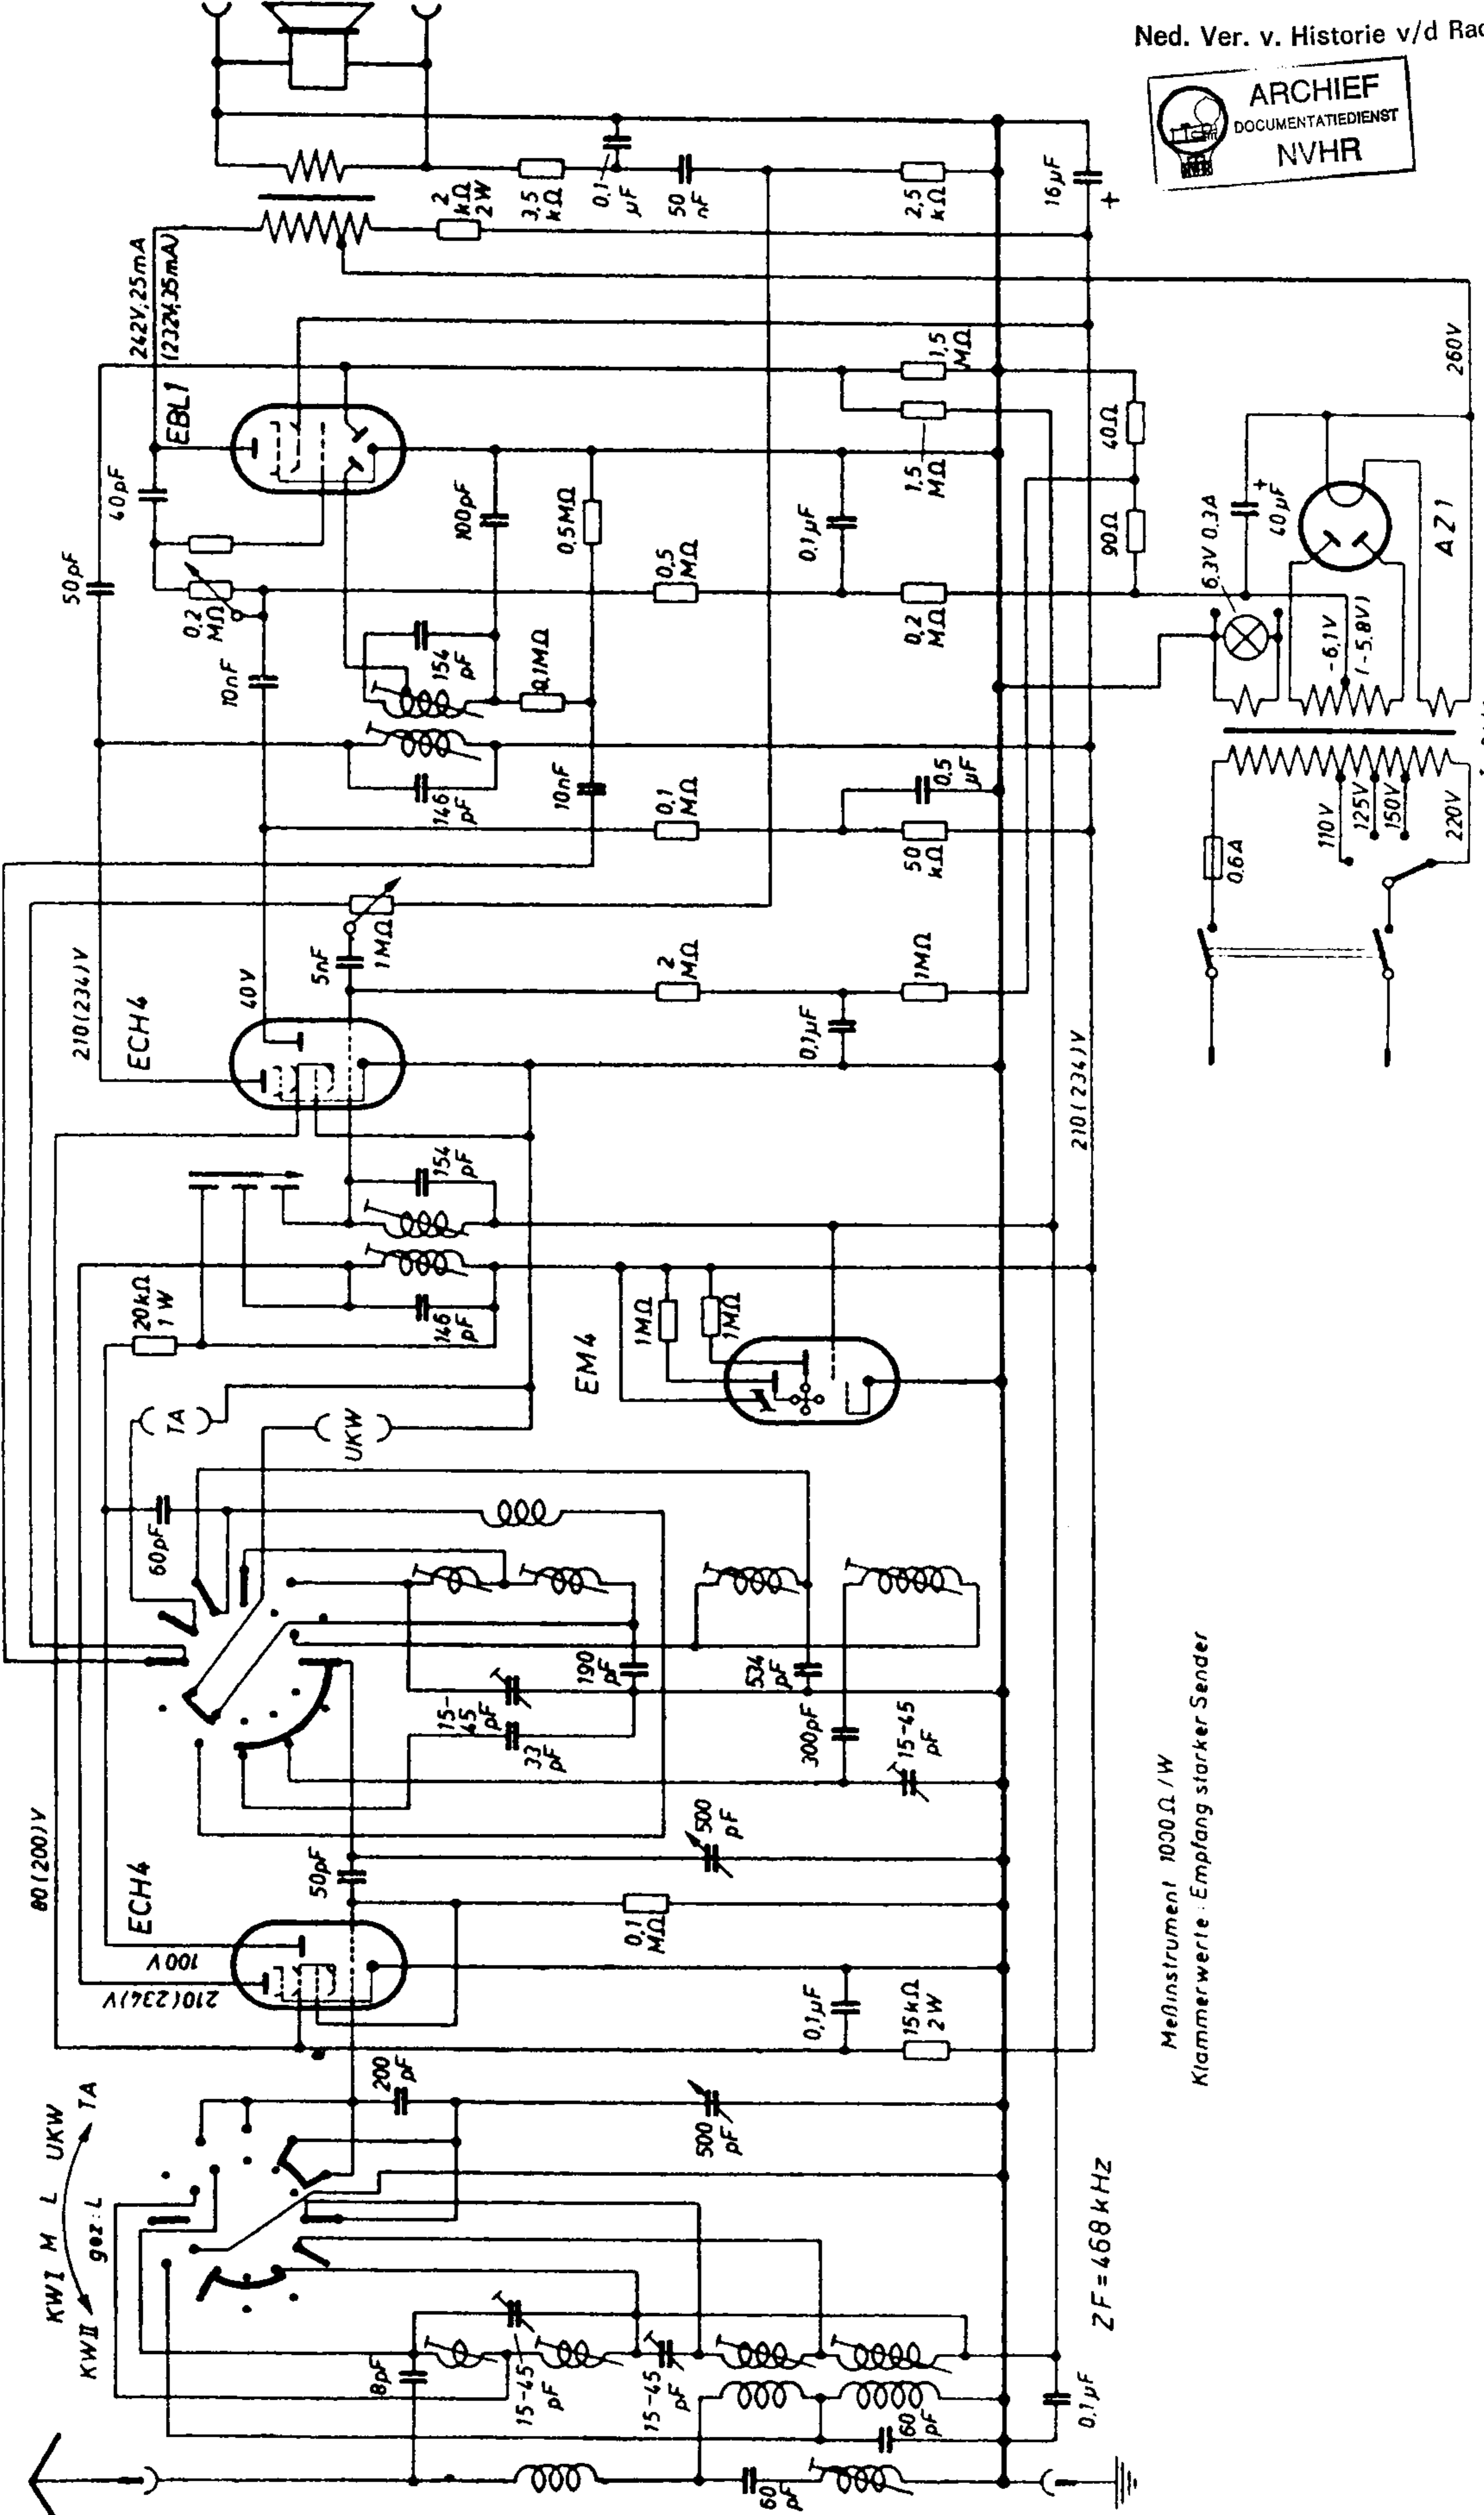 Ned. Ver. v. Historie v/d Rad
ARCHIEF
DOCUMENTATIEDIENST
NVHR
2
kΩ
2W
3,5
kΩ
0,1
µF
50
nF
2,5
kΩ
16µF
+
242V; 25mA
(232V; 35mA)
EBL1
40pF
50pF
0,2
MΩ
10nF
100pF
0,5MΩ
154
pF
0,1MΩ
0,5
MΩ
0,1µF
1,5
MΩ
1,5
MΩ
0,2
MΩ
40Ω
90Ω
260V
6,3V 0,3A
+
40µF
AZ1
-6,1V
(-5,8V)
146
pF
10nF
0,1
MΩ
0,5
µF
50
kΩ
110V
125V
150V
220V
0,6A
210(234)V
ECH4
40V
5nF
1MΩ
2
MΩ
1MΩ
0,1µF
210(234)V
154
pF
20kΩ
1W
146
pF
1MΩ
1MΩ
EM4
TA
UKW
60pF
190
pF
534
pF
15-
45
pF
33
pF
300pF
15-45
pF
500
pF
80(200)V
ECH4
100V
210(234)V
50pF
0,1
MΩ
0,1µF
15kΩ
2W
200
pF
500
pF
KWI M L UKW
KWII
TA
gez: L
8pF
15-45
pF
15-45
pF
60
pF
60
pF
0,1µF
ZF=468kHz
Meßinstrument 1000Ω/W
Klammerwerte: Empfang starker Sender